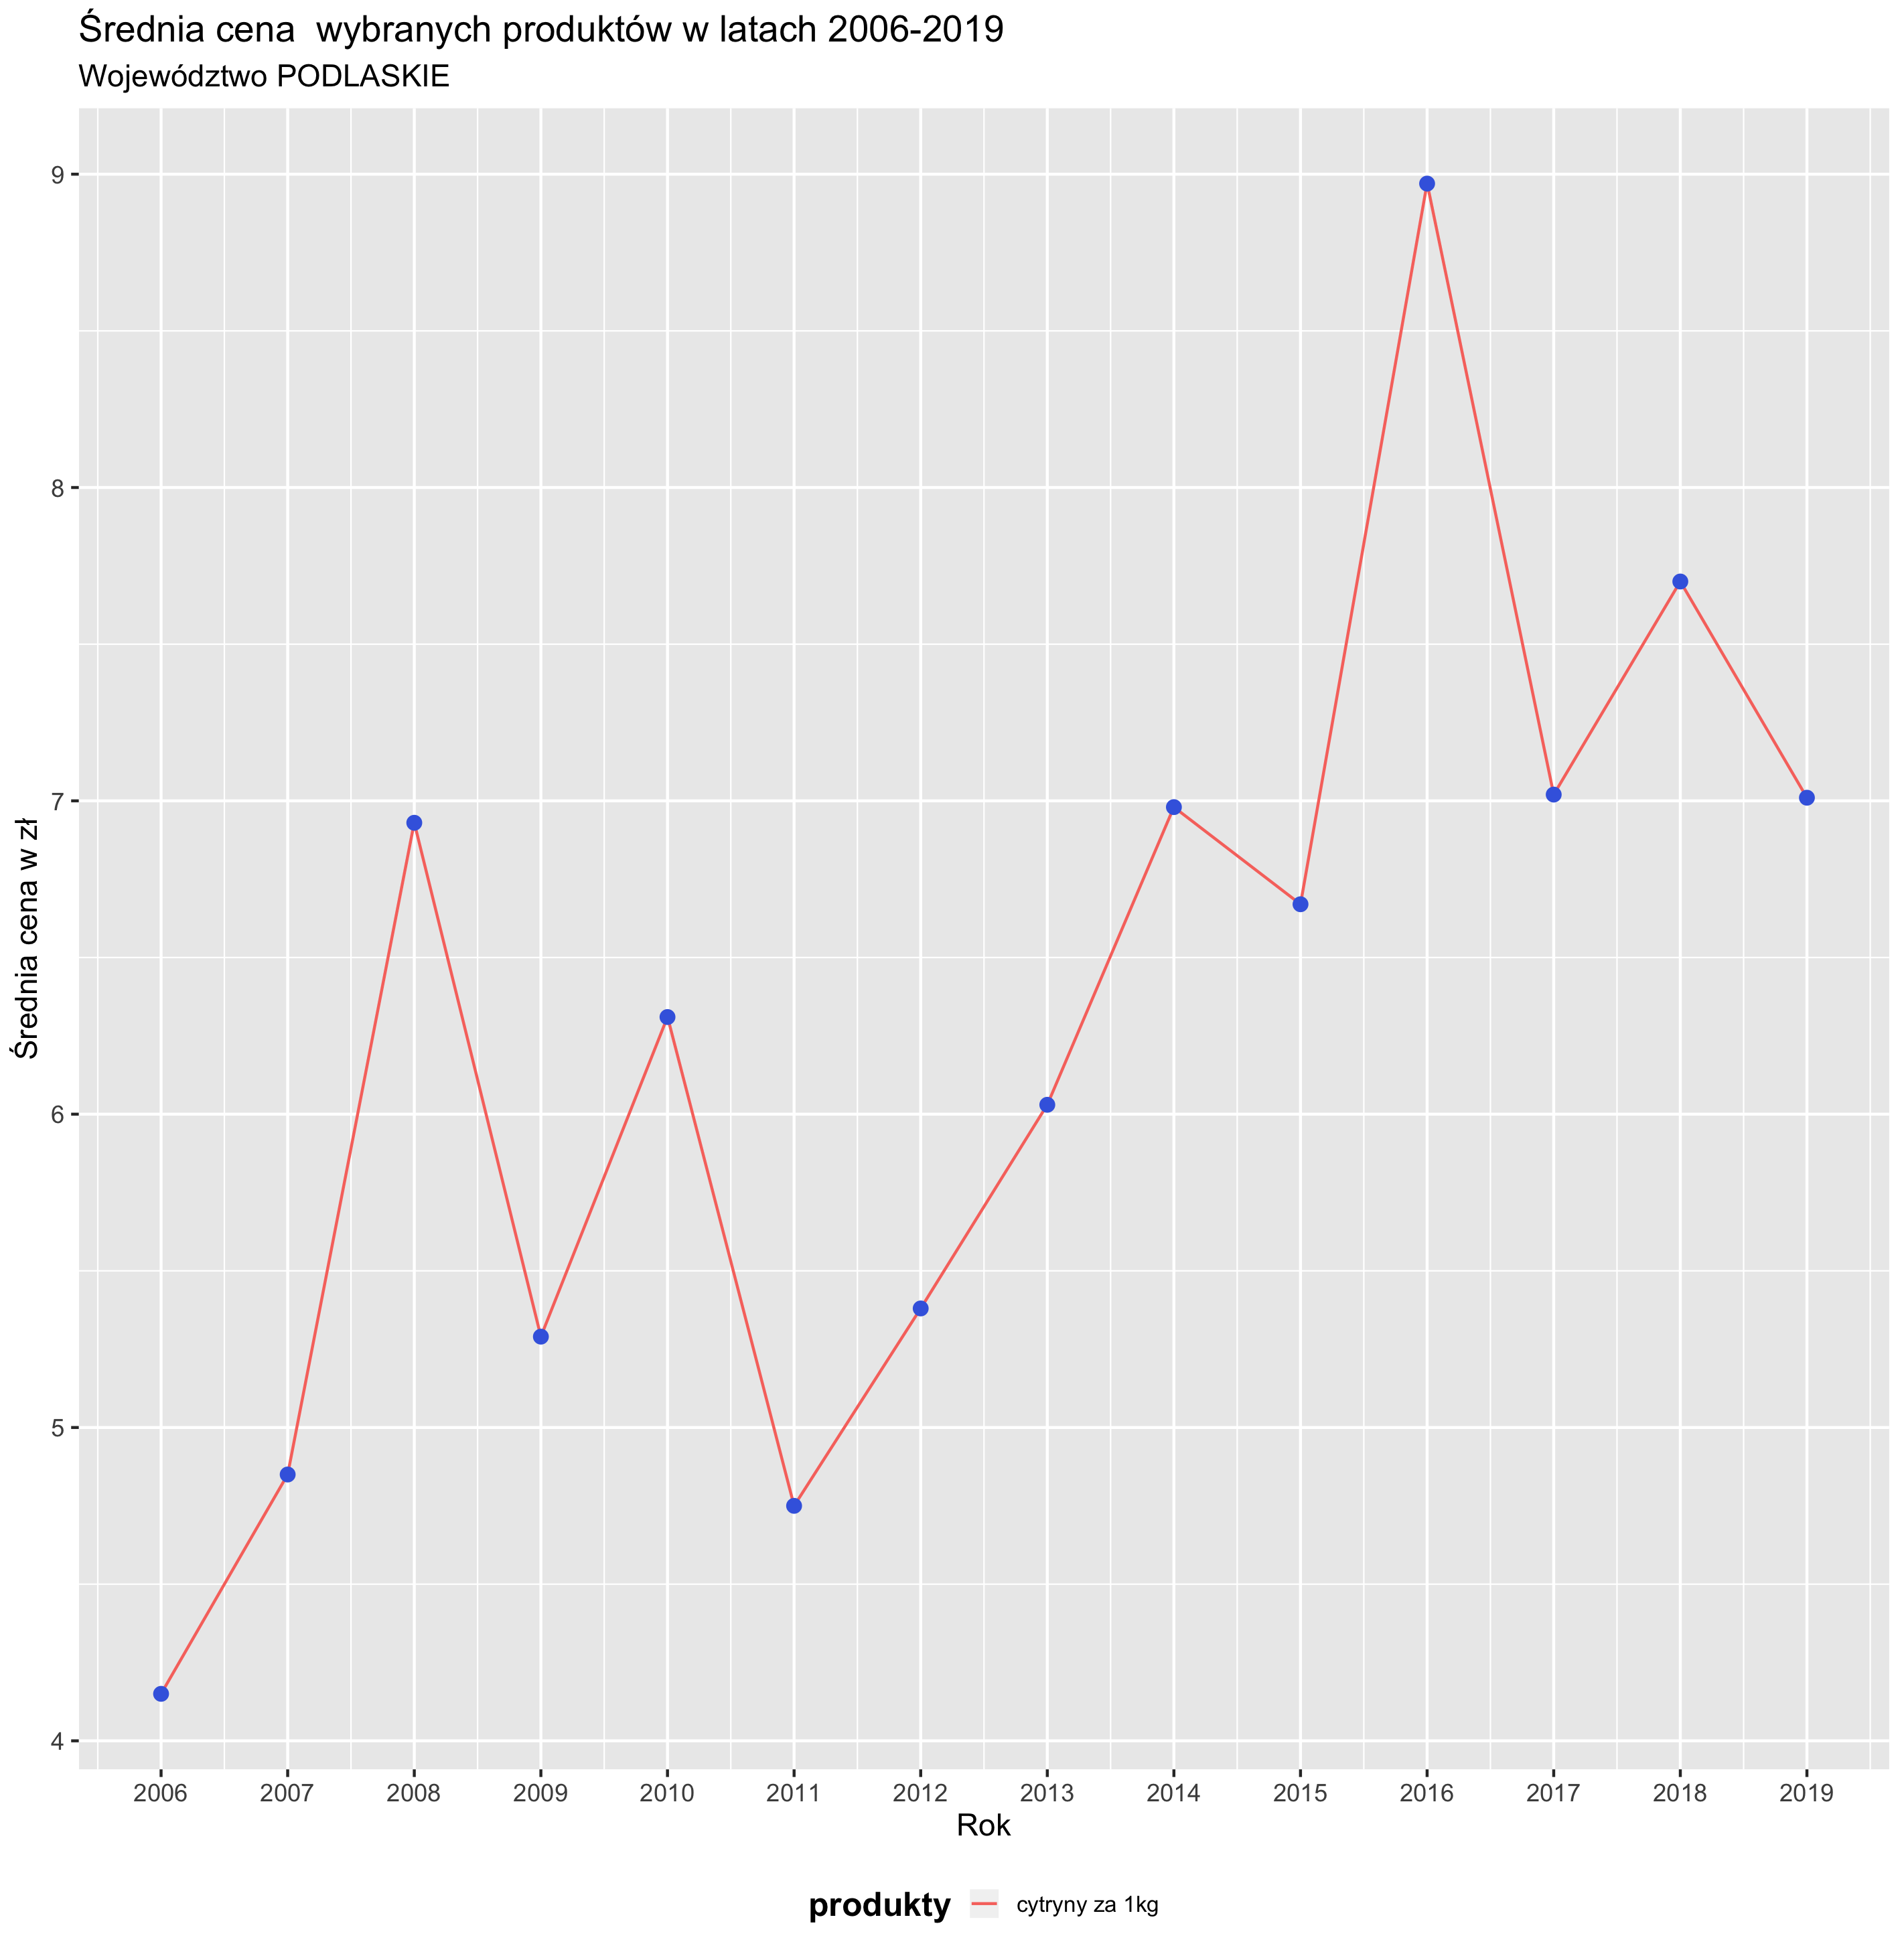 Średnia cena  wybranych produktów w latach 2006-2019
Województwo PODLASKIE
Średnia cena w zł
9
8
7
6
5
4
2006 2007 2008 2009 2010 2011 2012 2013 2014 2015 2016 2017 2018 2019
Rok
produkty cytryny za 1kg